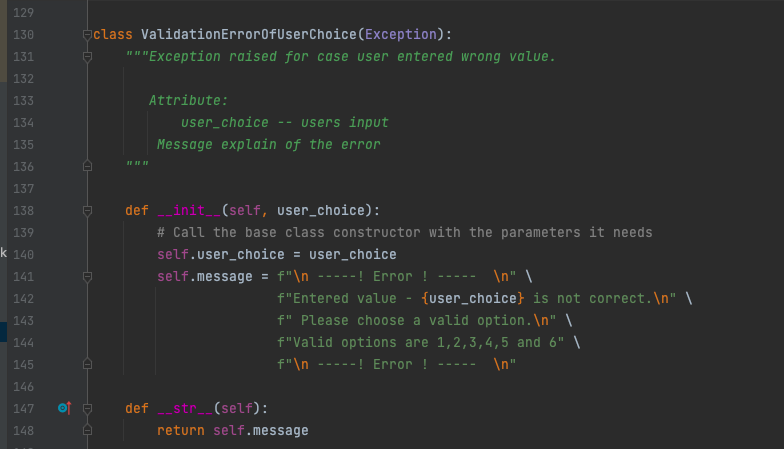 129
130 class ValidationErrorOfUserChoice(Exception):
131 """Exception raised for case user entered wrong value.
132
133 Attribute:
134 user_choice -- users input
135 Message explain of the error
136 """
137
138 def __init__(self, user_choice):
139 # Call the base class constructor with the parameters it needs
k 140 self.user_choice = user_choice
141 self.message = f"\n -----! Error ! -----  \n" \
142 f"Entered value - {user_choice} is not correct.\n" \
143 f" Please choose a valid option.\n" \
144 f"Valid options are 1,2,3,4,5 and 6" \
145 f"\n -----! Error ! -----  \n"
146
147 def __str__(self):
148 return self.message